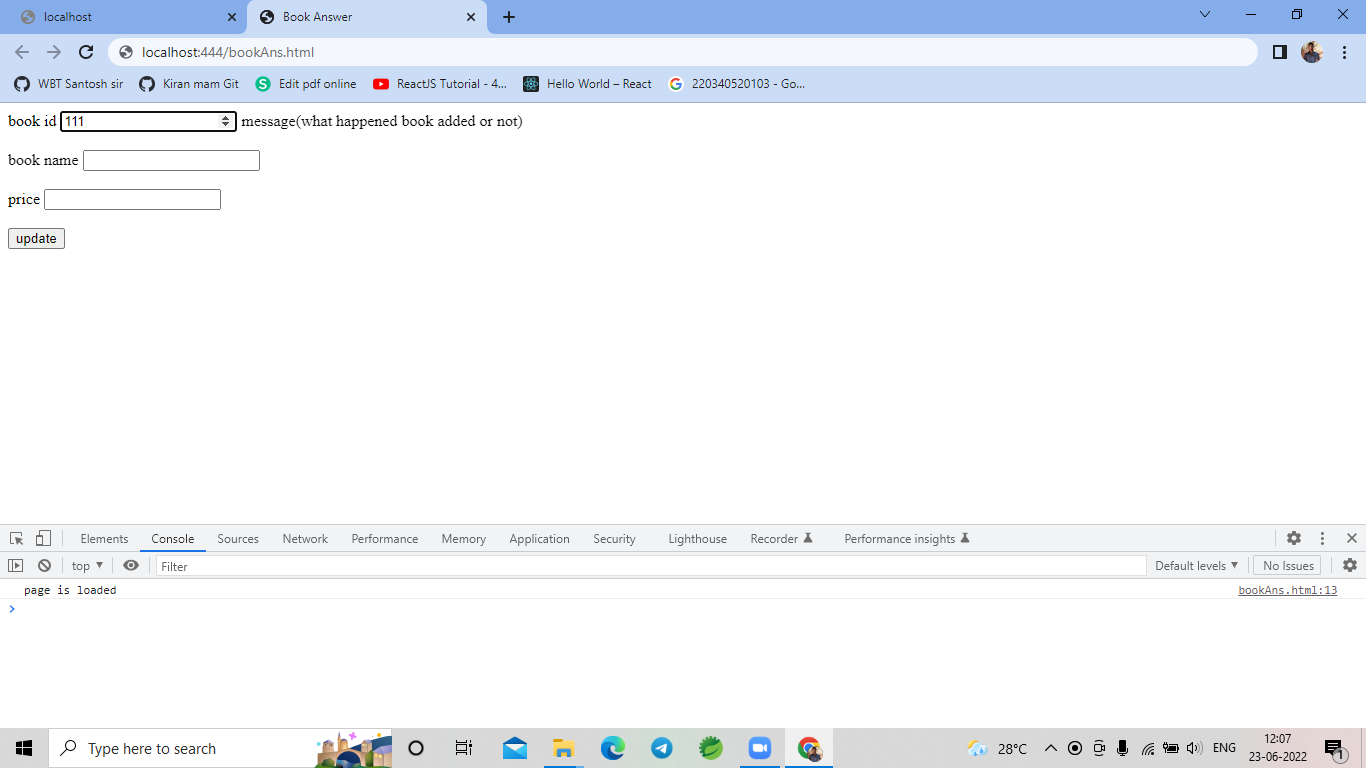 localhost
Book Answer
localhost:444/bookAns.html
WBT Santosh sir
Kiran mam Git
Edit pdf online
ReactJS Tutorial - 4...
Hello World – React
220340520103 - Go...
book id 111 message(what happened book added or not)
book name
price
update
Elements Console Sources Network Performance Memory Application Security Lighthouse Recorder Performance insights
top Filter Default levels No Issues
page is loaded bookAns.html:13
Type here to search
28°C
ENG
12:07
23-06-2022
1